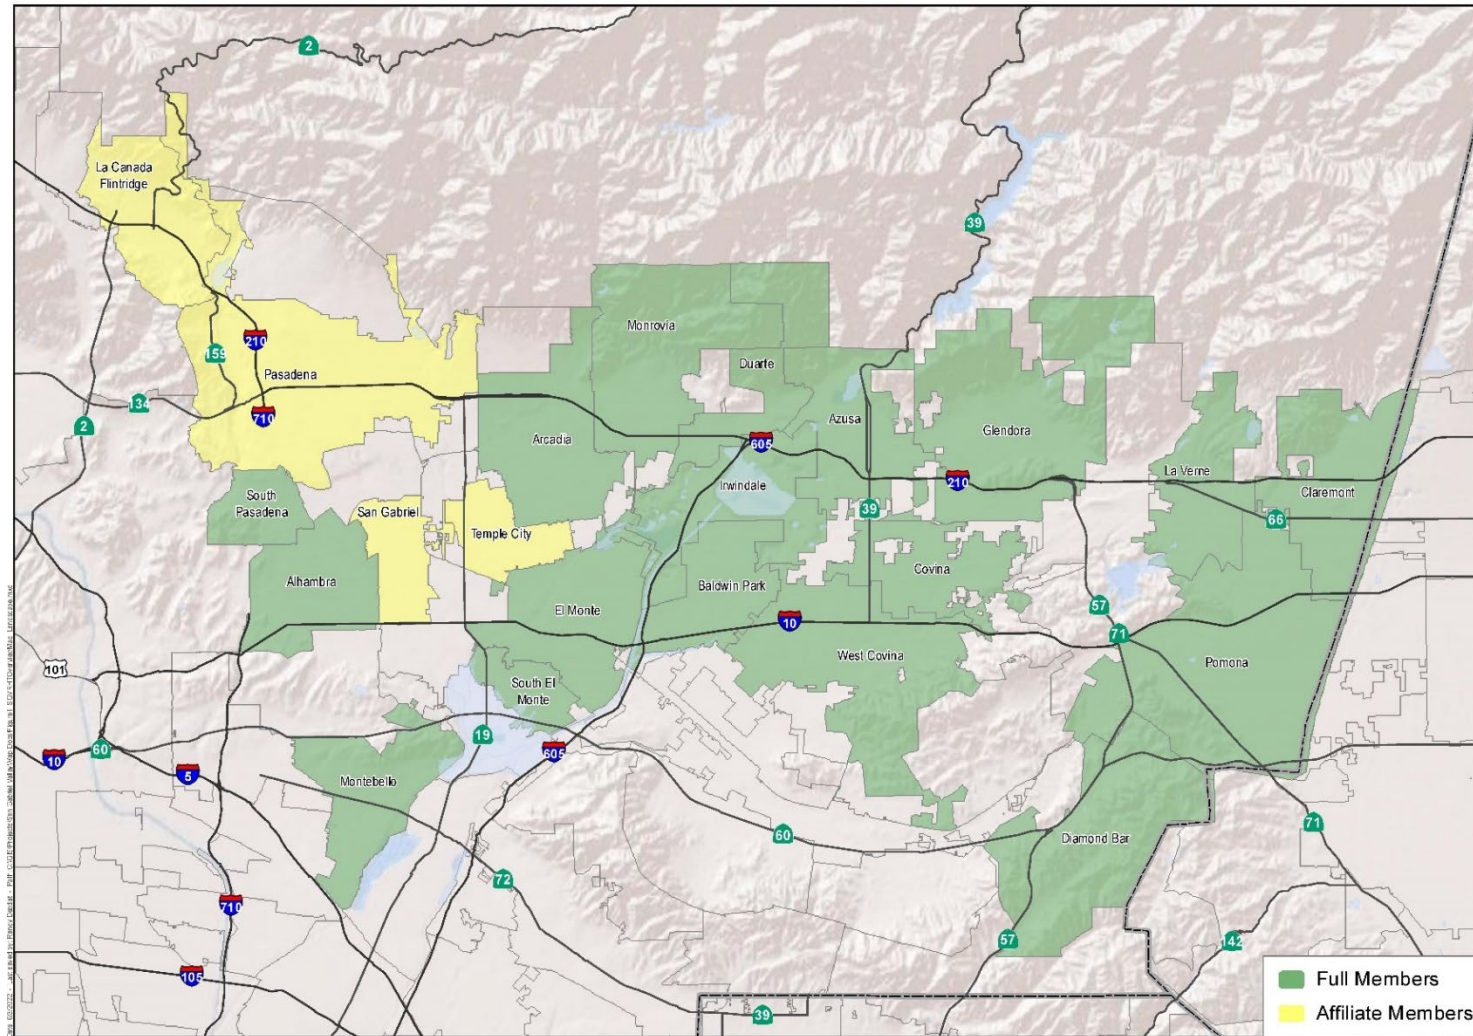 2
La Canada
Flintridge
39
Monrovia
210
159
Duarte
Pasadena
134
710
2
Azusa
Arcadia
Glendora
605
La Verne
210
Irwindale
Claremont
South
Pasadena
San Gabriel
39
66
Temple City
Covina
Alhambra
Baldwin Park
El Monte
57
10
71
West Covina
Pomona
101
South El
Monte
19
60
605
10
5
Montebello
60
71
Diamond Bar
72
710
57
142
105
39
Full Members
Affiliate Members